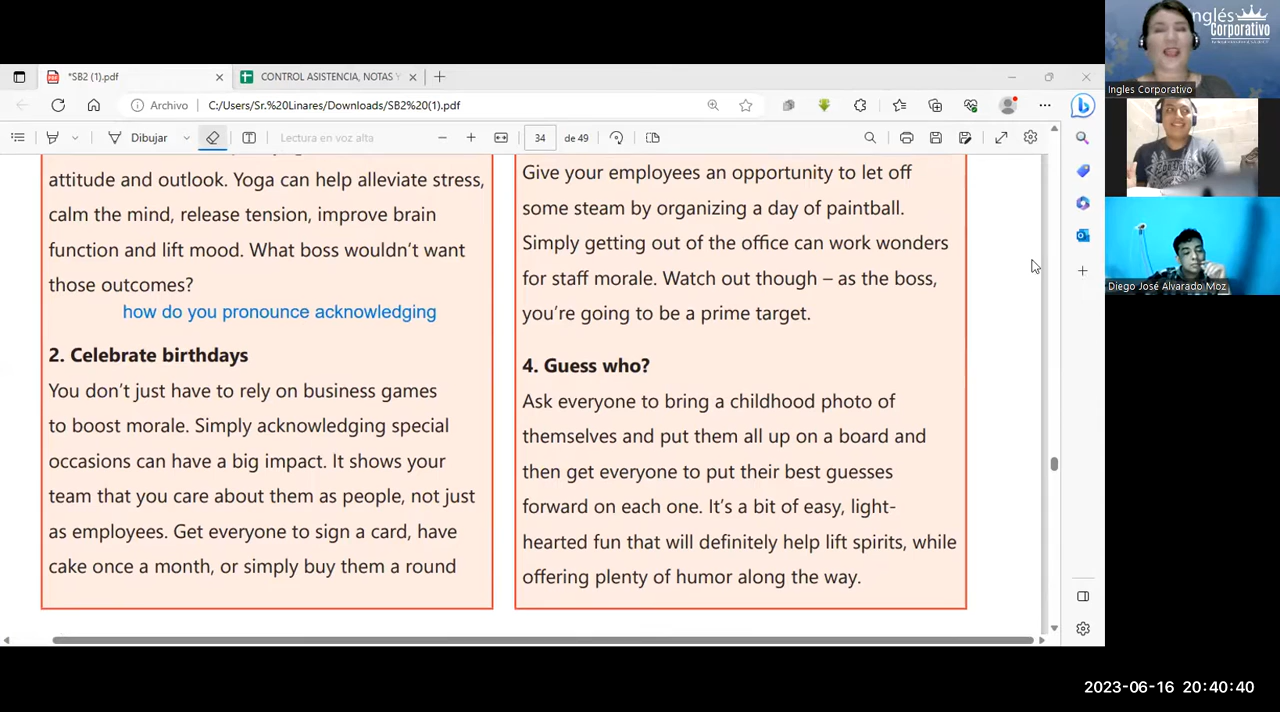 *SB2 (1).pdf
CONTROL ASISTENCIA, NOTAS Y
Archivo
C:/Users/Sr.%20Linares/Downloads/SB2%20(1).pdf
Dibujar
Lectura en voz alta
34
de 49
attitude and outlook. Yoga can help alleviate stress,
calm the mind, release tension, improve brain
function and lift mood. What boss wouldn't want
those outcomes?
how do you pronounce acknowledging
2. Celebrate birthdays
You don't just have to rely on business games
to boost morale. Simply acknowledging special
occasions can have a big impact. It shows your
team that you care about them as people, not just
as employees. Get everyone to sign a card, have
cake once a month, or simply buy them a round
Give your employees an opportunity to let off
some steam by organizing a day of paintball.
Simply getting out of the office can work wonders
for staff morale. Watch out though – as the boss,
you're going to be a prime target.
4. Guess who?
Ask everyone to bring a childhood photo of
themselves and put them all up on a board and
then get everyone to put their best guesses
forward on each one. It's a bit of easy, light-
hearted fun that will definitely help lift spirits, while
offering plenty of humor along the way.
Inglés
Corporativo
Ingles Corporativo
Diego José Alvarado Moz
2023-06-16 20:40:40